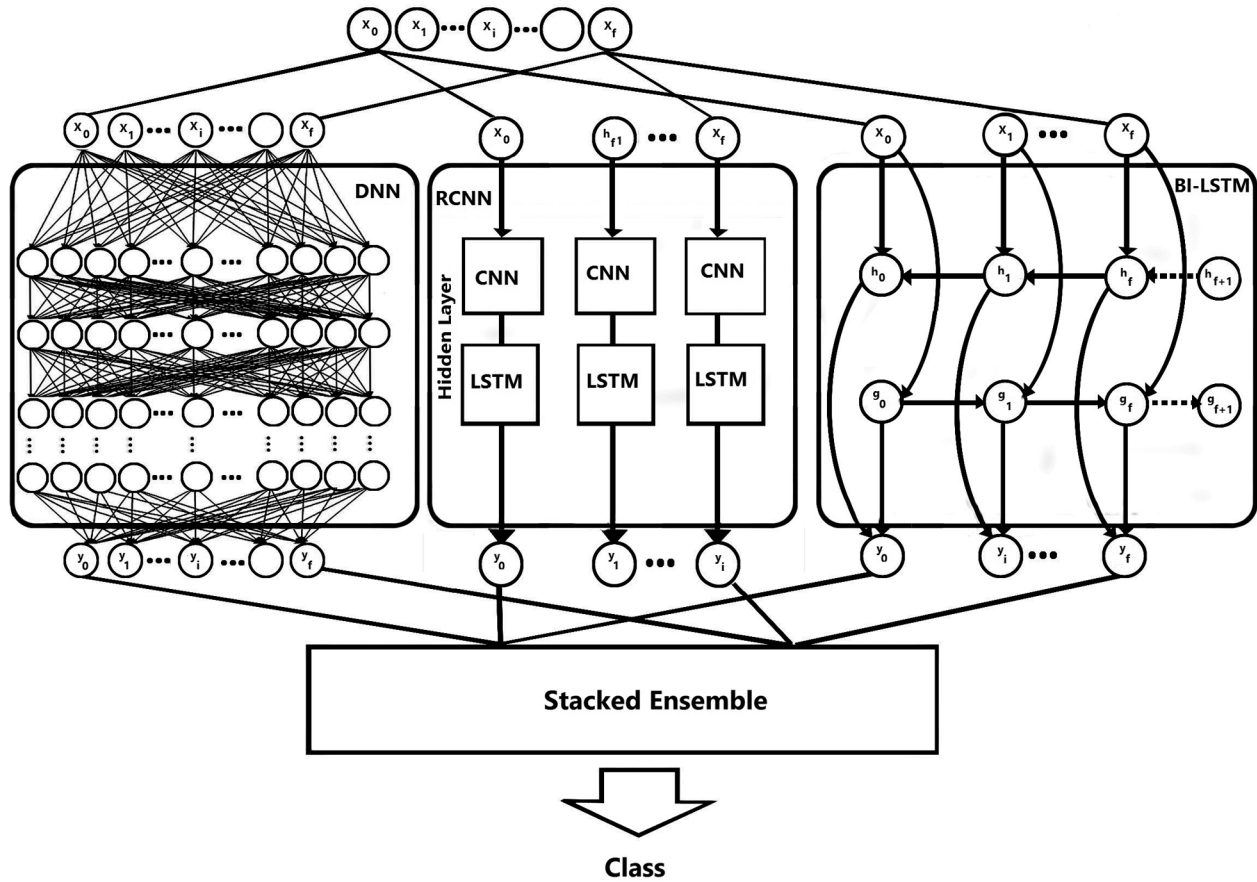 X0 X1 ... Xi ... Xf
X0 X1 ... Xi ... Xf
X0 hf1 ... Xf
X0 X1 ... Xf
DNN
RCNN
BI-LSTM
Hidden Layer
CNN CNN CNN
LSTM LSTM LSTM
h0 h1 hf hf+1
g0 g1 gf gf+1
y0 y1 ... yi ... yf
y0 y1 ... yi
y0 yi ... yf
Stacked Ensemble
Class